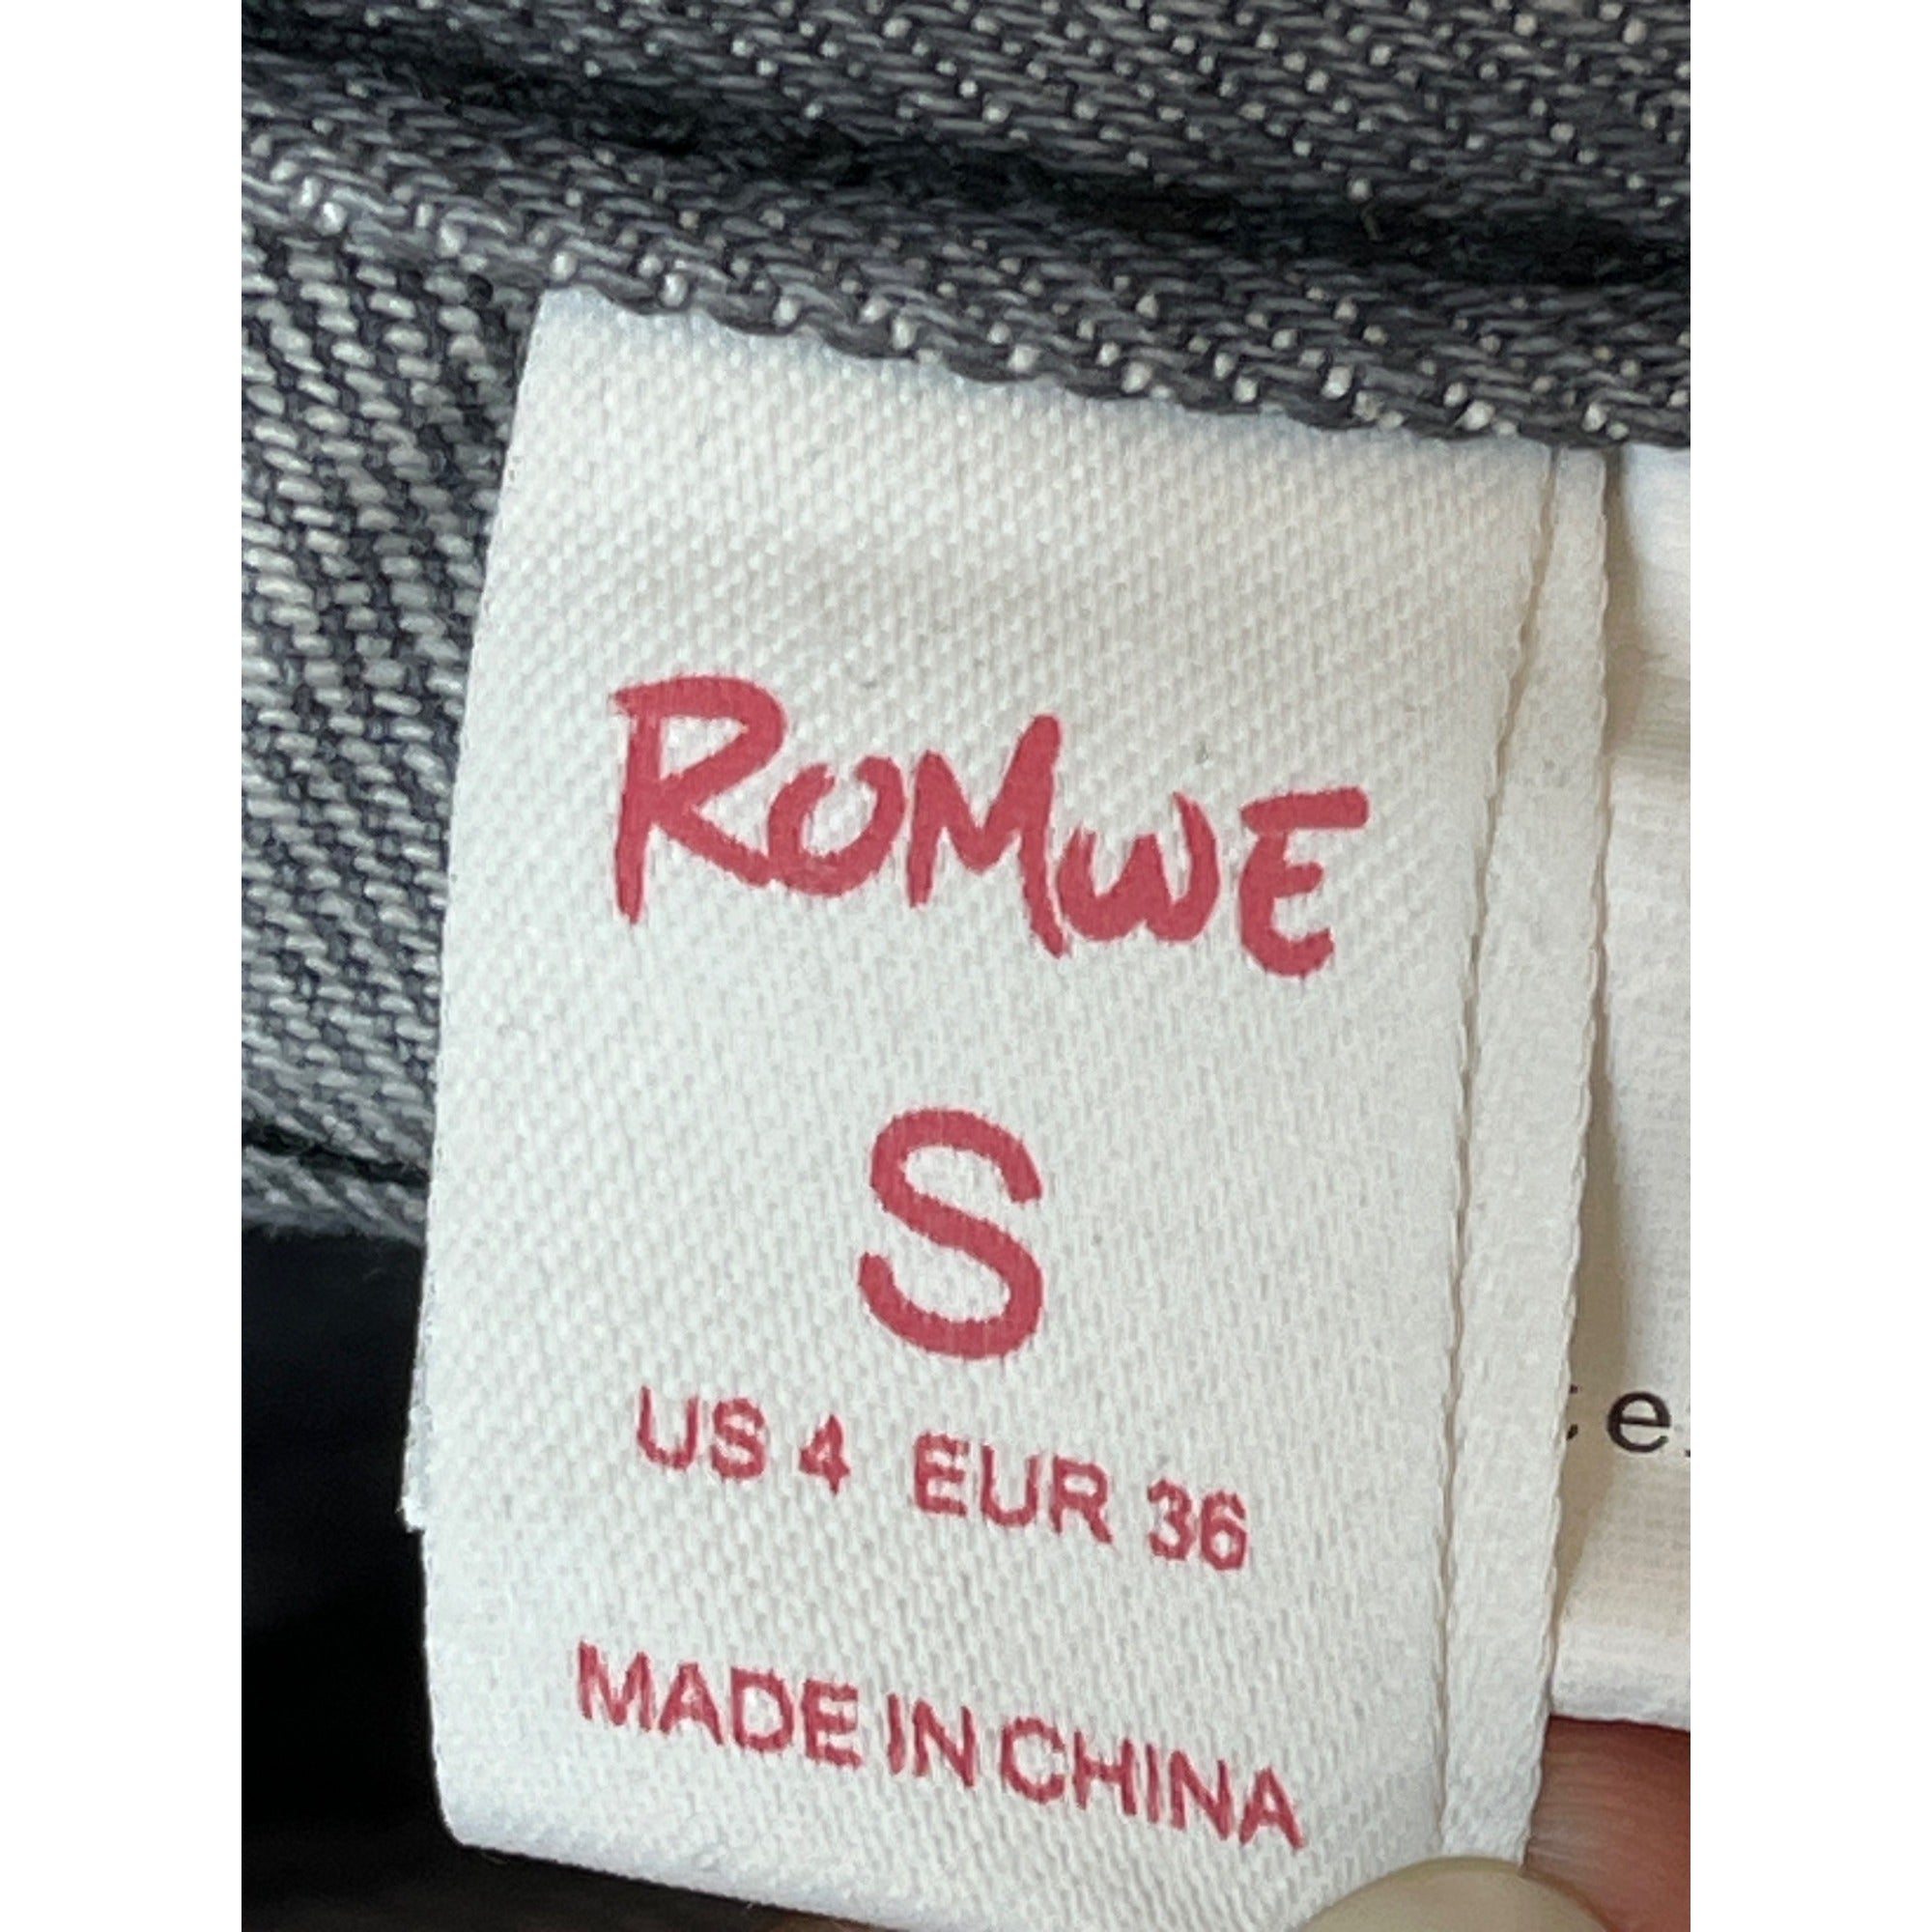 ROMWE
S
US 4 EUR 36
MADE IN CHINA